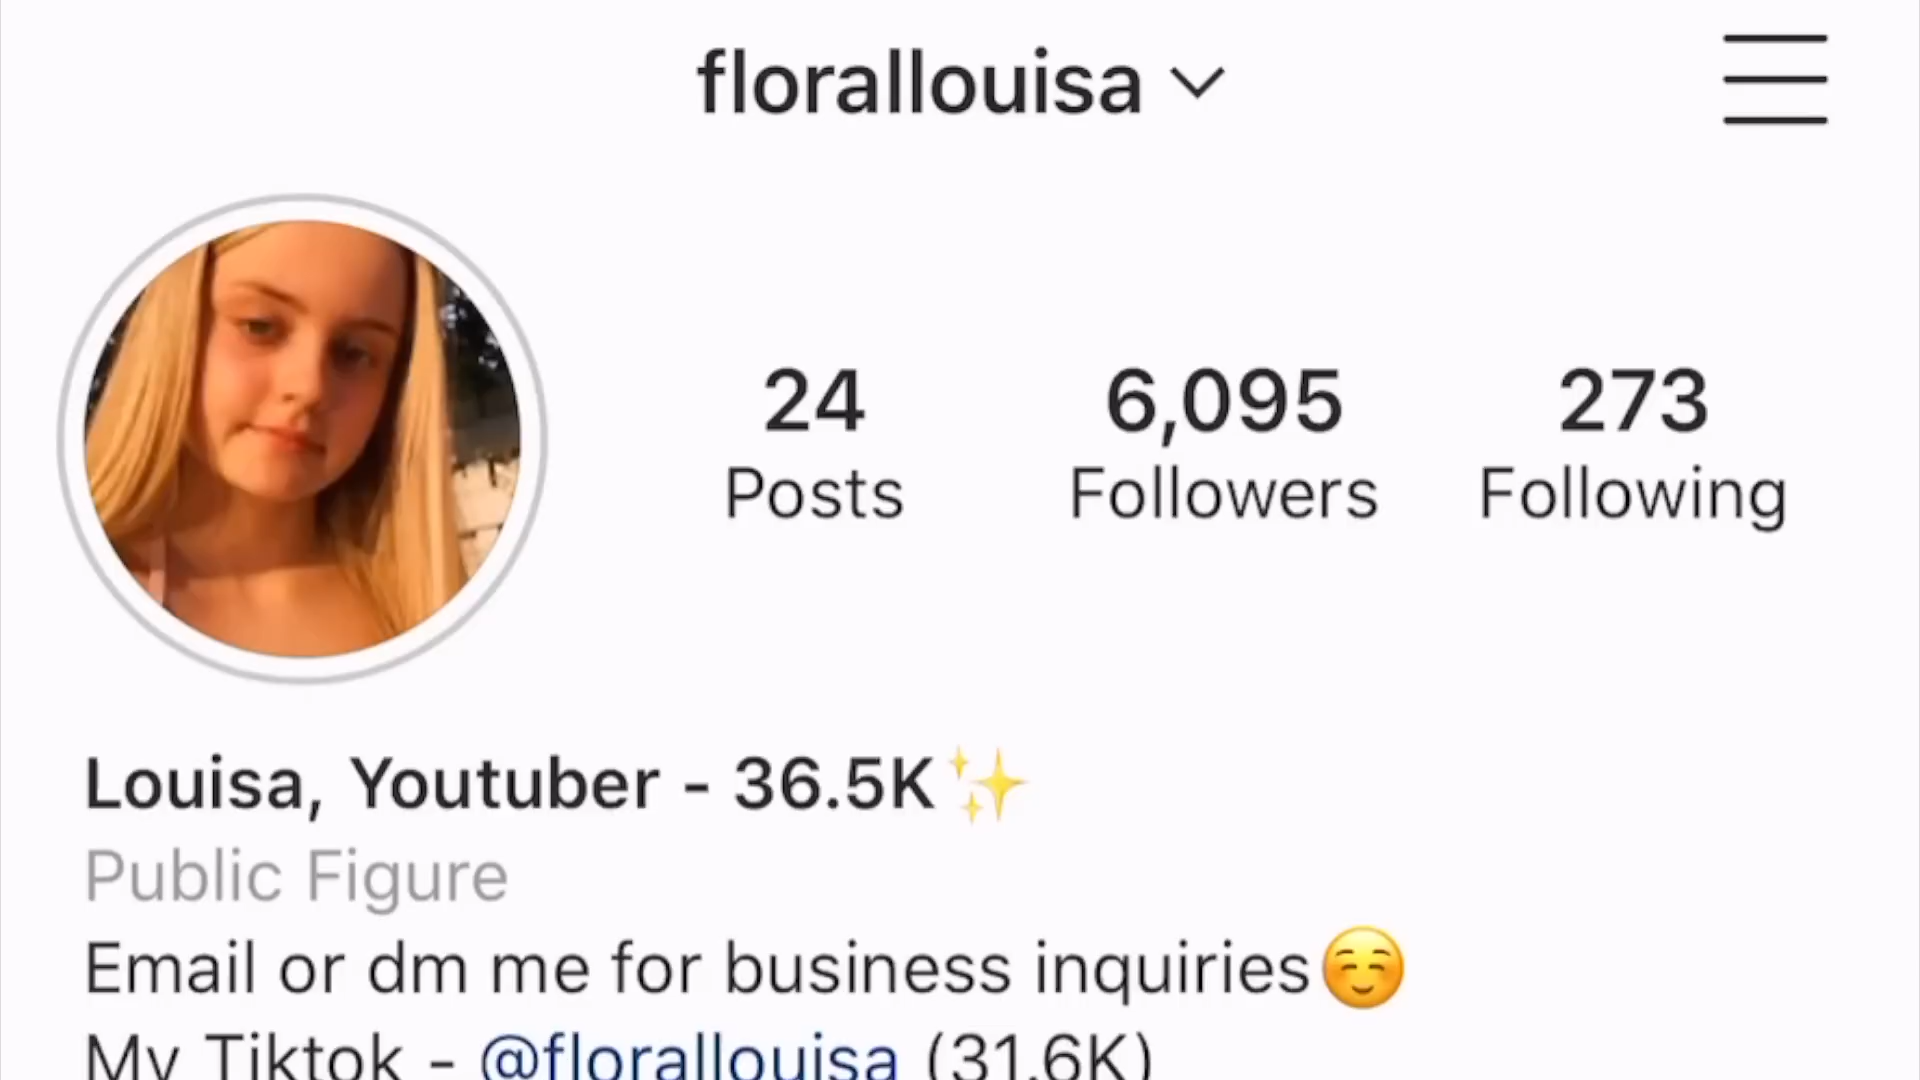 florallouisa
24 6,095 273
Posts Followers Following
Louisa, Youtuber - 36.5K✨
Public Figure
Email or dm me for business inquiries☺️
My Tiktok - @florallouisa (31.6K)